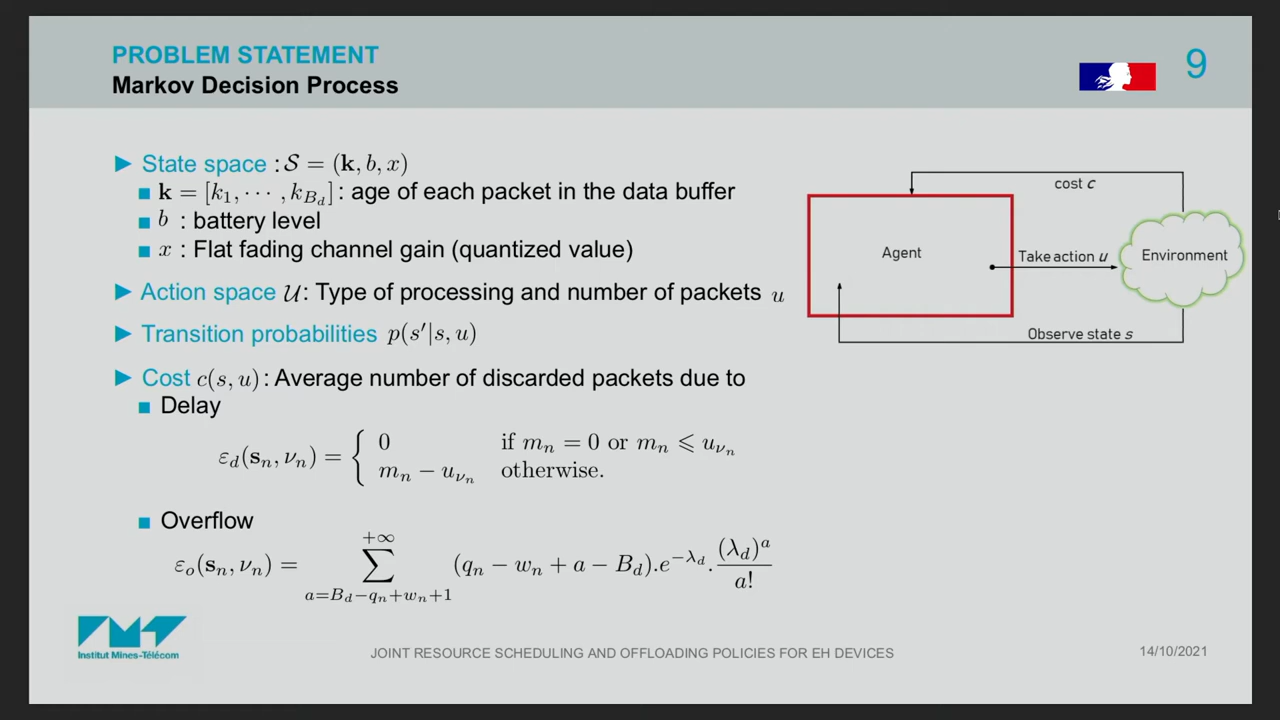 PROBLEM STATEMENT
Markov Decision Process
9
► State space : 𝒮 = (k, b, x)
■ k = [k₁, ⋯ , k_{B_d}] : age of each packet in the data buffer
■ b : battery level
■ x : Flat fading channel gain (quantized value)
► Action space 𝒰: Type of processing and number of packets u
► Transition probabilities p(s′|s, u)
► Cost c(s, u) : Average number of discarded packets due to
■ Delay
ε_d(s_n, ν_n) = { 0 if m_n = 0 or m_n ⩽ u_{ν_n}
m_n − u_{ν_n} otherwise.
■ Overflow
ε_o(s_n, ν_n) = ∑_{a=B_d−q_n+w_n+1}^{+∞} (q_n − w_n + a − B_d).e^{−λ_d}.(λ_d)^a / a!
cost c
Agent
Take action u
Environment
Observe state s
Institut Mines-Télécom
JOINT RESOURCE SCHEDULING AND OFFLOADING POLICIES FOR EH DEVICES
14/10/2021